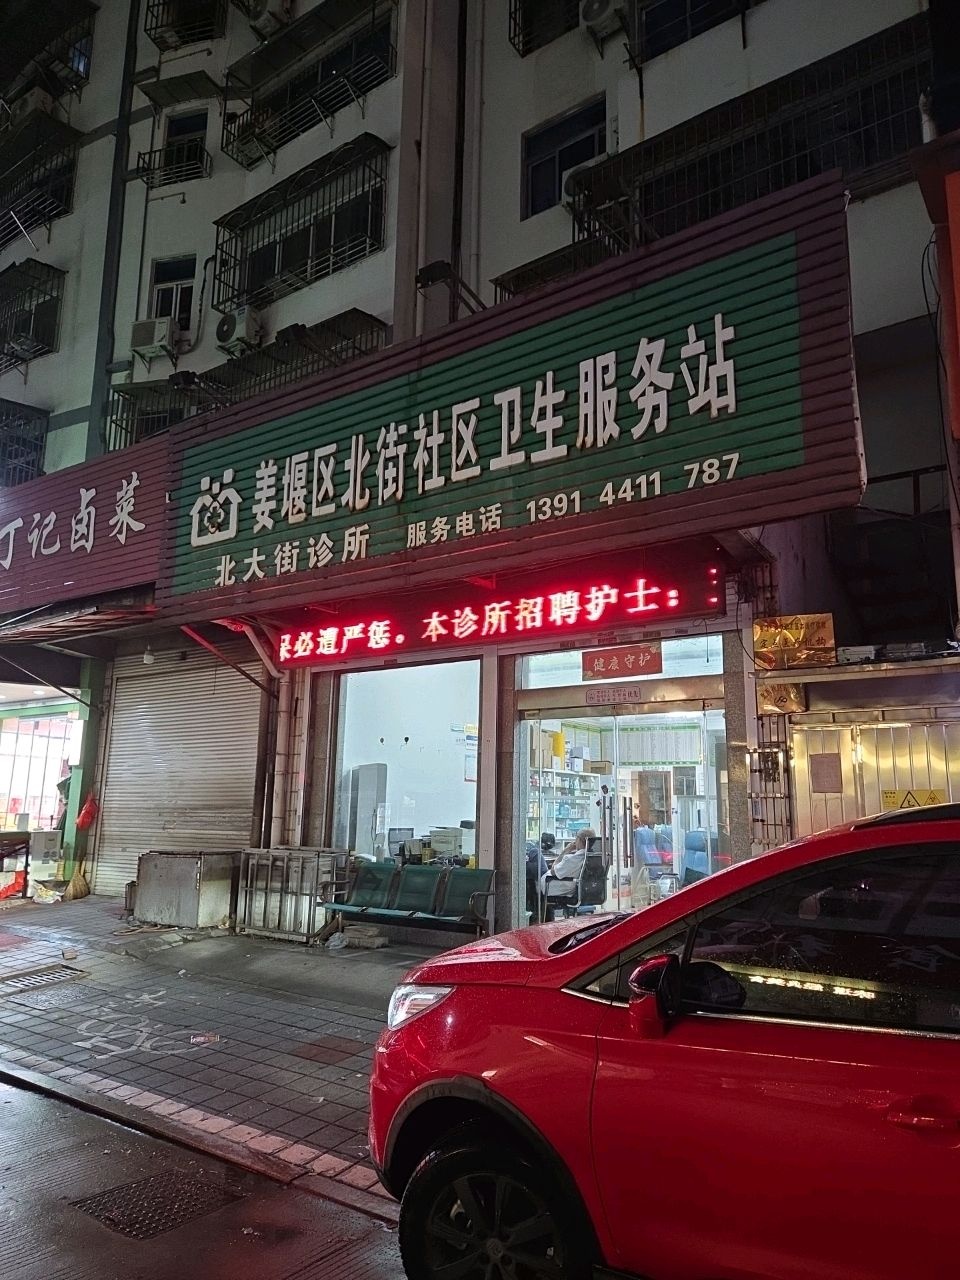 姜堰区北街社区卫生服务站
北大街诊所 服务电话 1391 4411 787
丁记卤菜
保必遭严惩。本诊所招聘护士：
健康守护